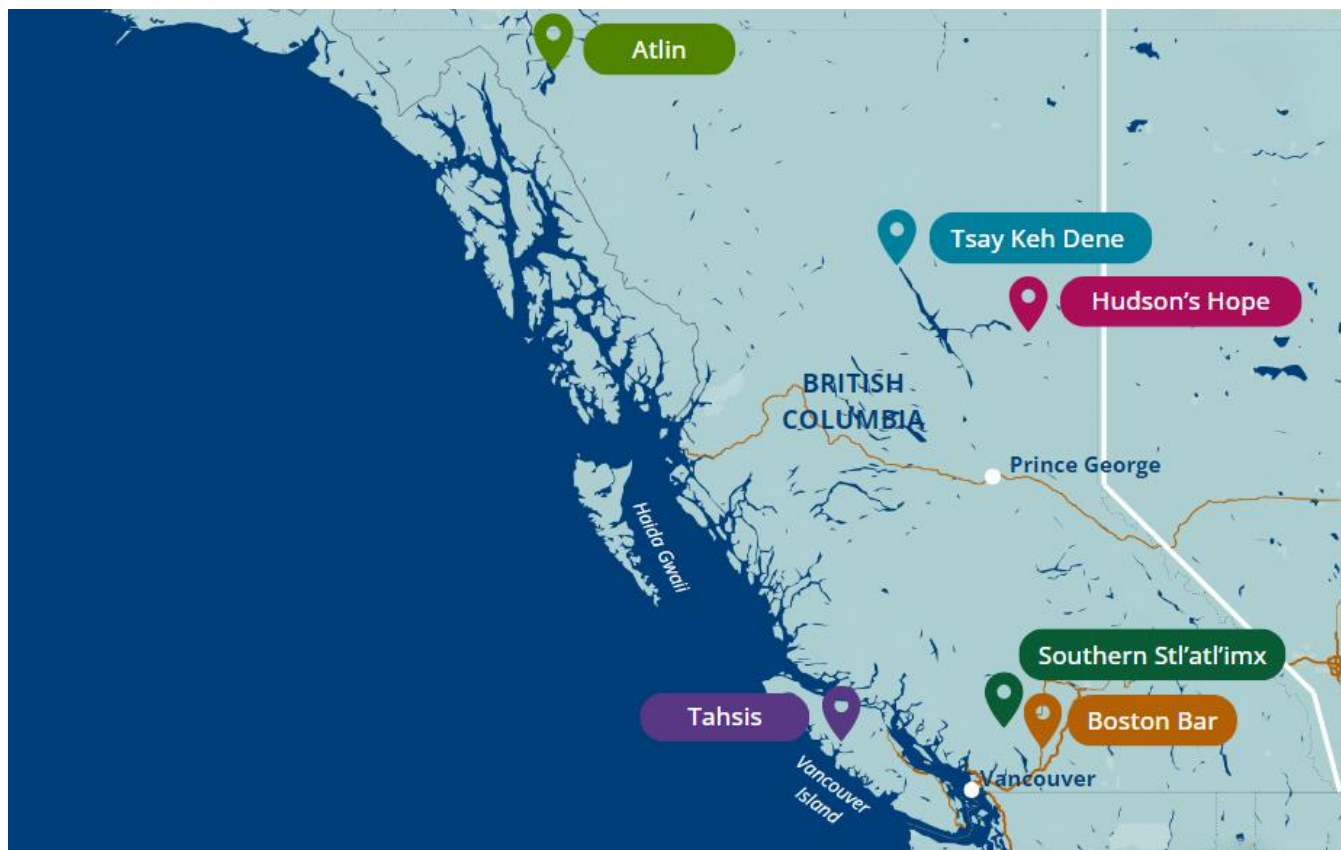 Atlin
Tsay Keh Dene
Hudson’s Hope
BRITISH
COLUMBIA
Prince George
Haida Gwaii
Southern Stl’atl’imx
Tahsis
Boston Bar
Vancouver
Vancouver
Island